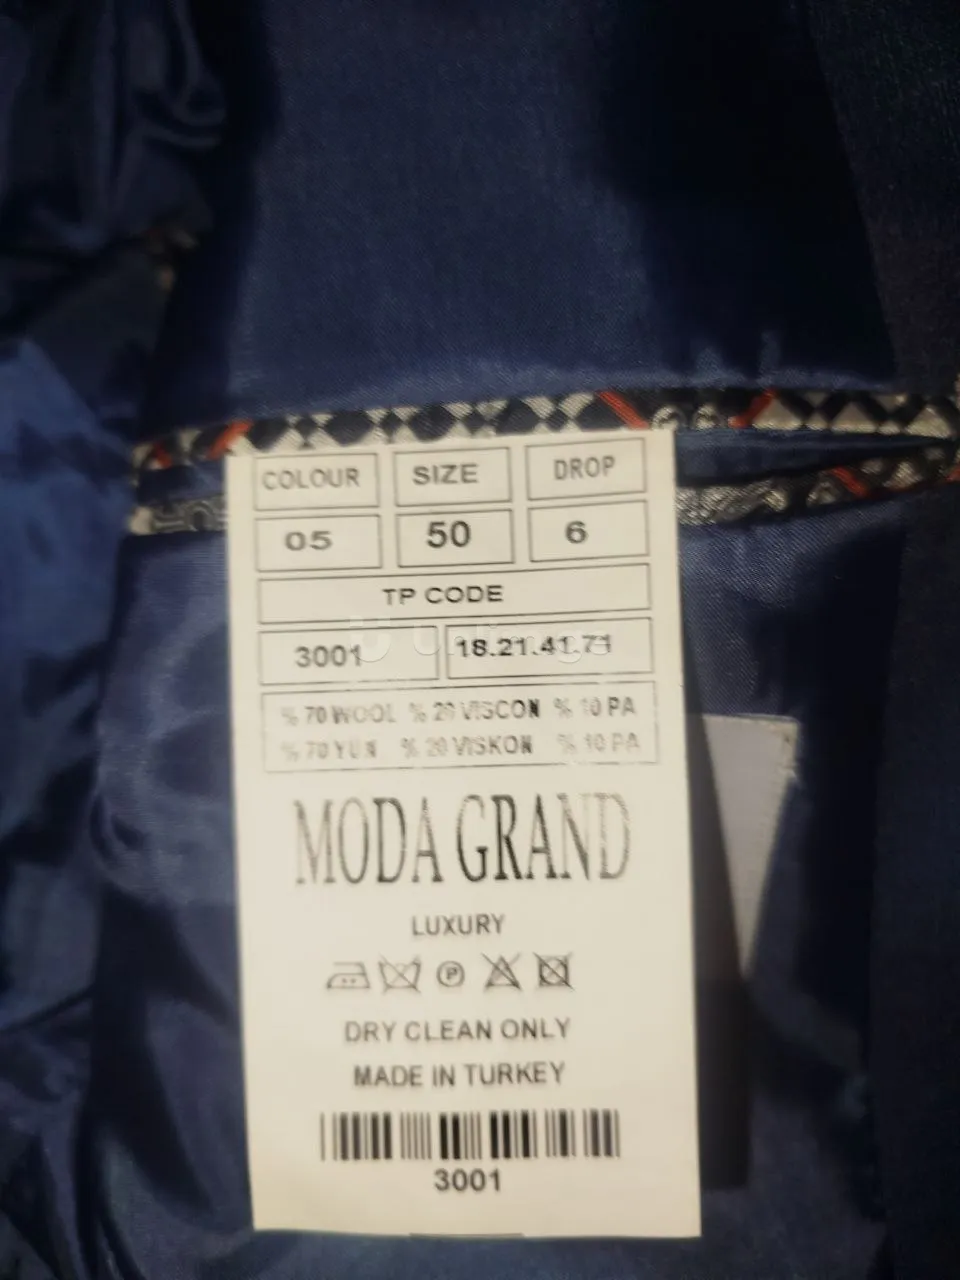 COLOUR SIZE DROP
05 50 6
TP CODE
3001 18.21.41.71
% 70 WOOL % 20 VISCON % 10 PA
% 70 YUN % 20 VISKON % 10 PA
MODA GRAND
LUXURY
P
DRY CLEAN ONLY
MADE IN TURKEY
3001